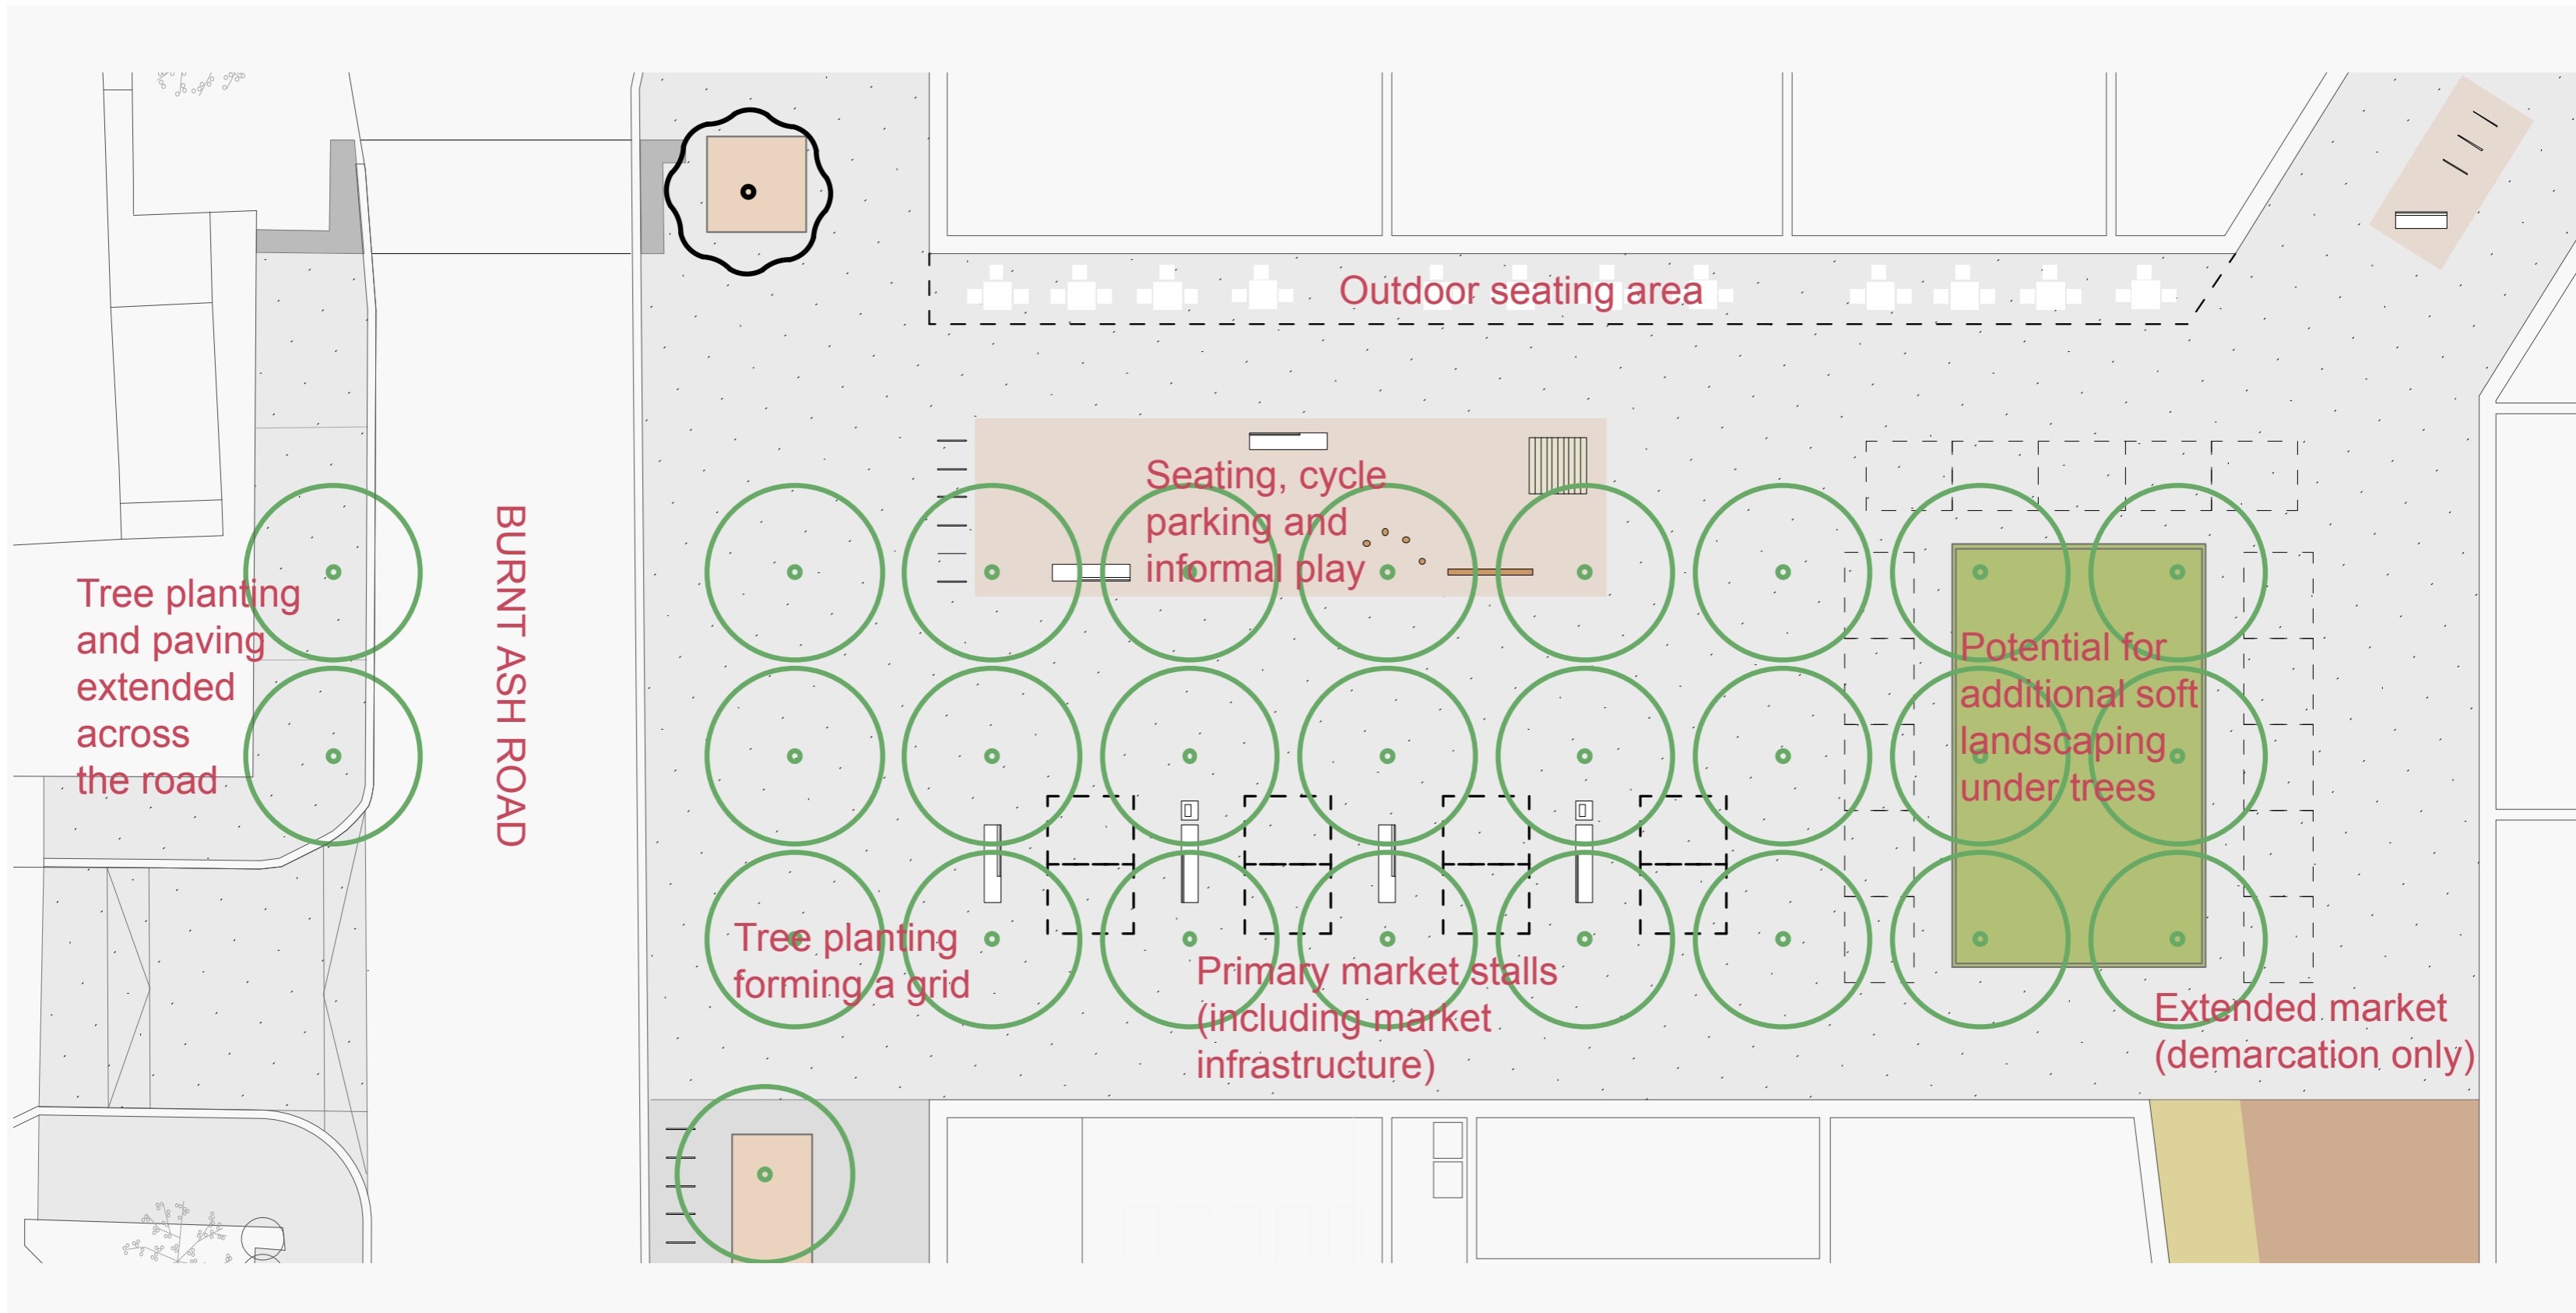 Outdoor seating area
Seating, cycle
parking and
informal play
Tree planting
and paving
extended
across
the road
BURNT ASH ROAD
Potential for
additional soft
landscaping
under trees
Tree planting
forming a grid
Primary market stalls
(including market
infrastructure)
Extended market
(demarcation only)